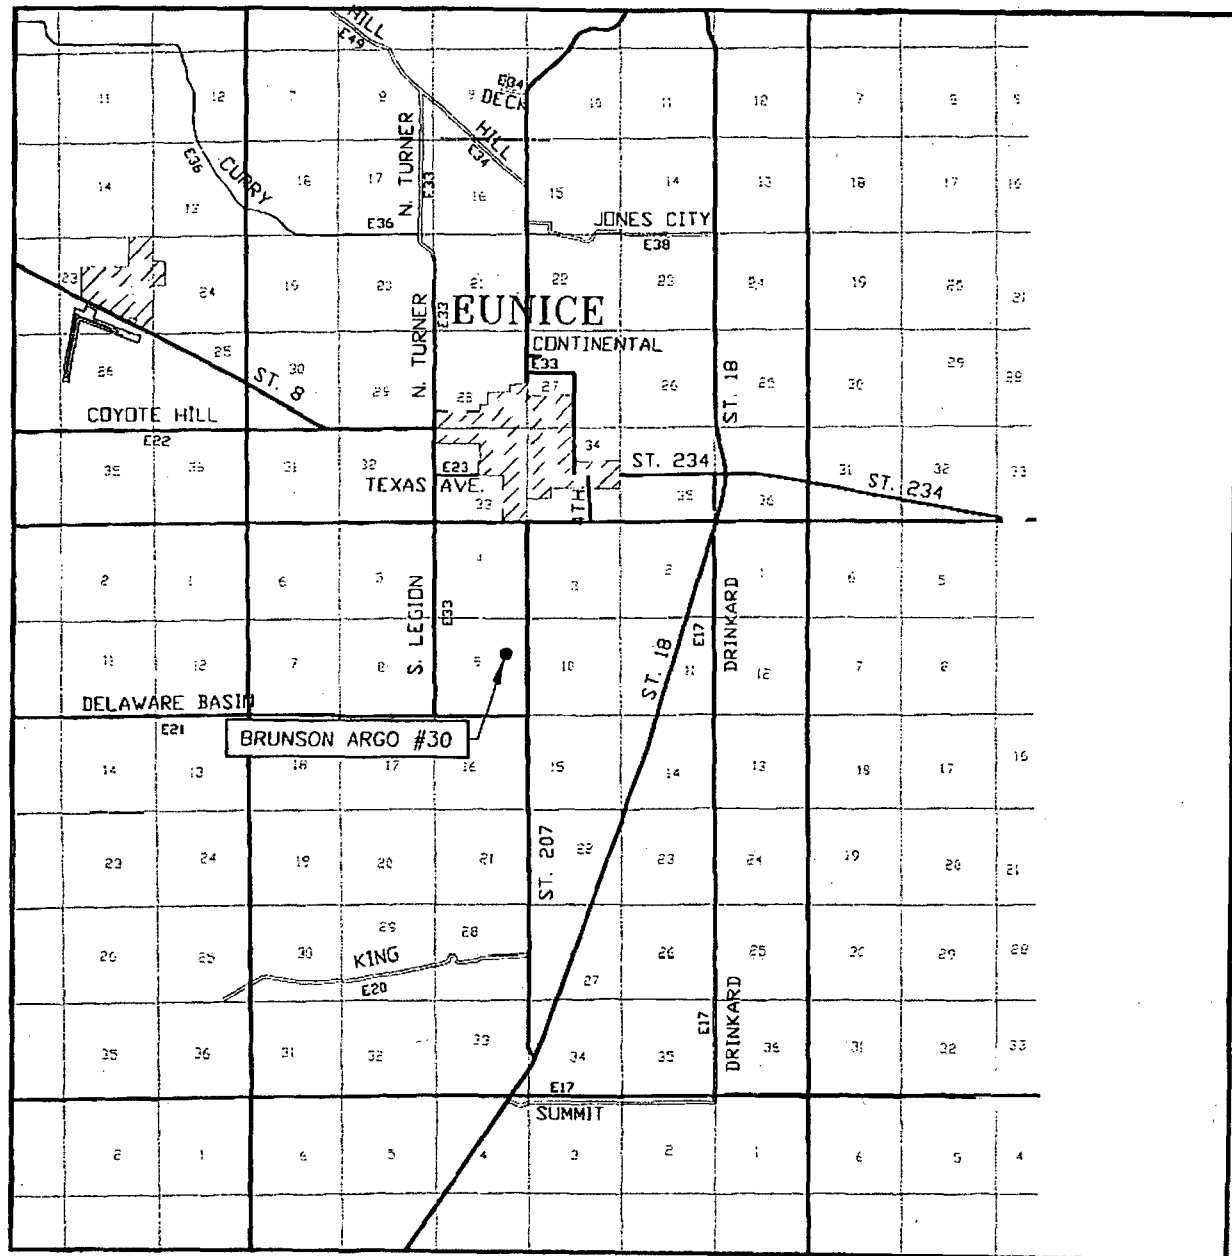 HILL
E49
E34
DECK
11 12 7 8 9 10 11 12 7 8 9
N. TURNER
HILL
E34
E36
CURRY
E33
14 13 18 17 16 15 14 13 18 17 16
E36
JONES CITY
E38
23 24 19 20 21 22 23 24 19 20 21
EUNICE
N. TURNER
E33
CONTINENTAL
E33
26 25 30 29 28 27 26 25 30 29 28
ST. 8
ST. 18
COYOTE HILL
E22
35 36 31 32 33 34 35 36 31 32 33
E23
TEXAS AVE.
ST. 234
ST. 234
4TH
2 1 6 5 4 3 2 1 6 5
S. LEGION
E33
ST. 18
E17
DRINKARD
11 12 7 8 9 10 11 12 7 8
DELAWARE BASIN
E21
BRUNSON ARGO #30
14 13 18 17 16 15 14 13 18 17 16
ST. 207
23 24 19 20 21 22 23 24 19 20 21
26 25 30 29 28 27 26 25 30 29 28
KING
E20
E17
DRINKARD
35 36 31 32 33 34 35 36 31 32 33
E17
SUMMIT
2 1 6 5 4 3 2 1 6 5 4